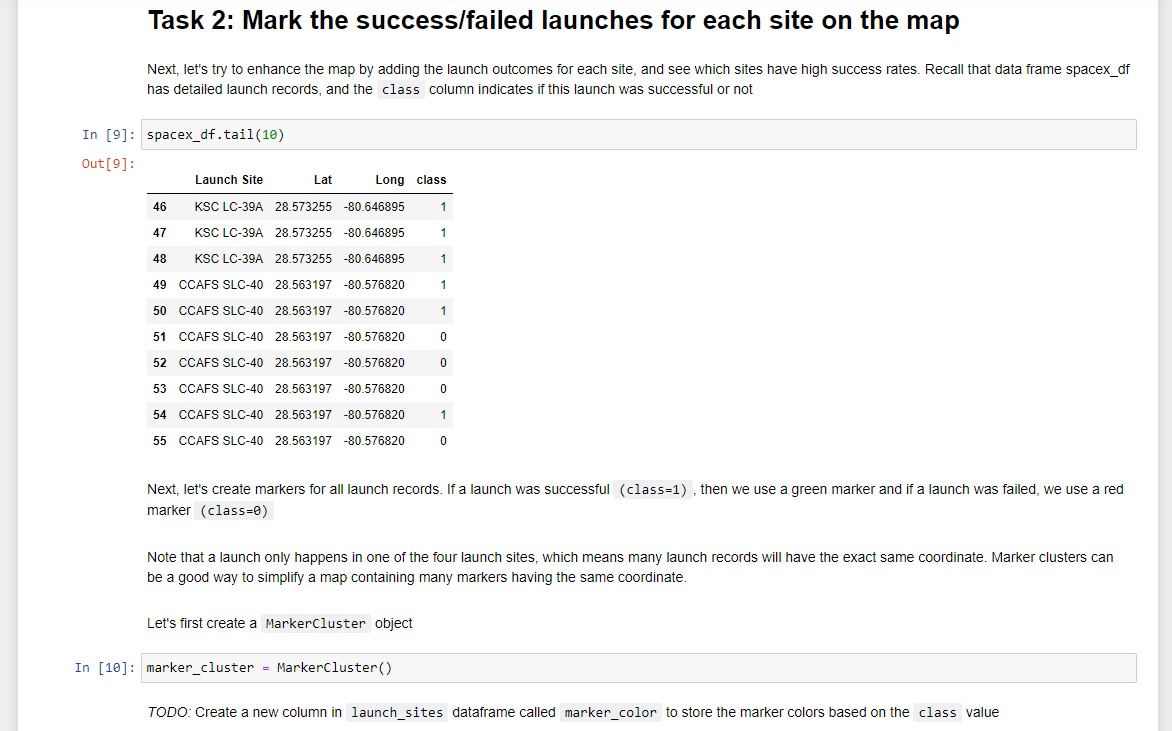 Task 2: Mark the success/failed launches for each site on the map
Next, let's try to enhance the map by adding the launch outcomes for each site, and see which sites have high success rates. Recall that data frame spacex_df
has detailed launch records, and the class column indicates if this launch was successful or not
In [9]: spacex_df.tail(10)
Out[9]:
Launch Site Lat Long class
46 KSC LC-39A 28.573255 -80.646895 1
47 KSC LC-39A 28.573255 -80.646895 1
48 KSC LC-39A 28.573255 -80.646895 1
49 CCAFS SLC-40 28.563197 -80.576820 1
50 CCAFS SLC-40 28.563197 -80.576820 1
51 CCAFS SLC-40 28.563197 -80.576820 0
52 CCAFS SLC-40 28.563197 -80.576820 0
53 CCAFS SLC-40 28.563197 -80.576820 0
54 CCAFS SLC-40 28.563197 -80.576820 1
55 CCAFS SLC-40 28.563197 -80.576820 0
Next, let's create markers for all launch records. If a launch was successful (class=1) , then we use a green marker and if a launch was failed, we use a red
marker (class=0)
Note that a launch only happens in one of the four launch sites, which means many launch records will have the exact same coordinate. Marker clusters can
be a good way to simplify a map containing many markers having the same coordinate.
Let's first create a MarkerCluster object
In [10]: marker_cluster = MarkerCluster()
TODO: Create a new column in launch_sites dataframe called marker_color to store the marker colors based on the class value